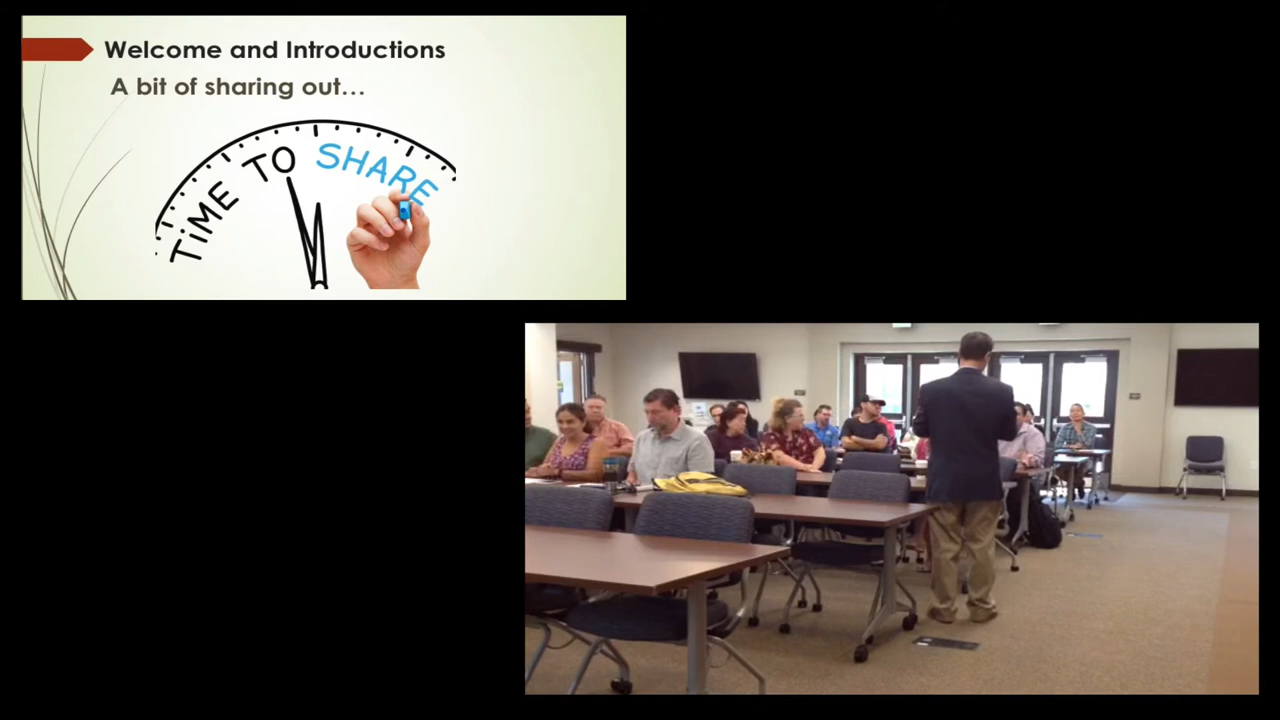 Welcome and Introductions
A bit of sharing out...
TiME TO SHARE